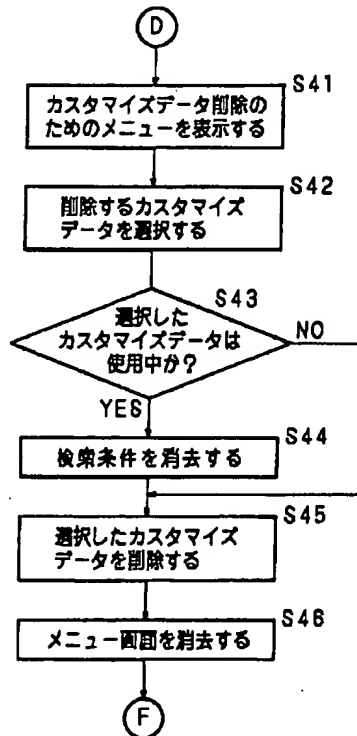 D
S41
カスタマイズデータ削除の
ためのメニューを表示する
S42
削除するカスタマイズ
データを選択する
S43
選択した
カスタマイズデータは
使用中か?
NO
YES
S44
検索条件を消去する
S45
選択したカスタマイズ
データを削除する
S46
メニュー画面を消去する
F